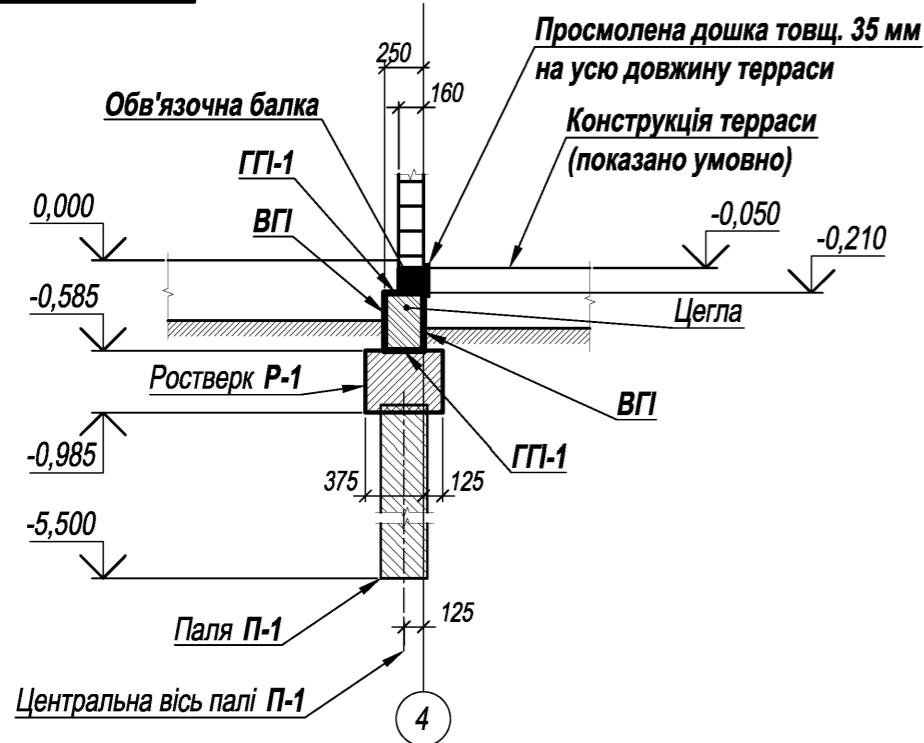 Просмолена дошка товщ. 35 мм
на усю довжину терраси
250
160
Обв'язочна балка
Конструкція терраси
(показано умовно)
ГГІ-1
0,000
ВГІ
-0,050
-0,210
-0,585
Цегла
Ростверк Р-1
ВГІ
-0,985
ГГІ-1
375
125
-5,500
Паля П-1
125
Центральна вісь палі П-1
4